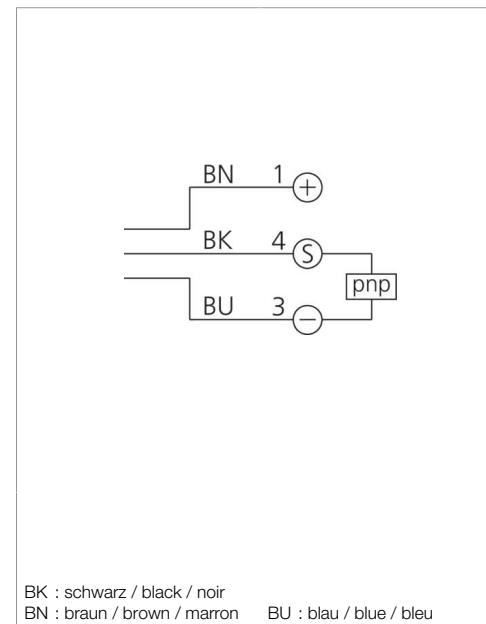 BN 1 +
BK 4 S
pnp
BU 3 −
BK : schwarz / black / noir
BN : braun / brown / marron BU : blau / blue / bleu